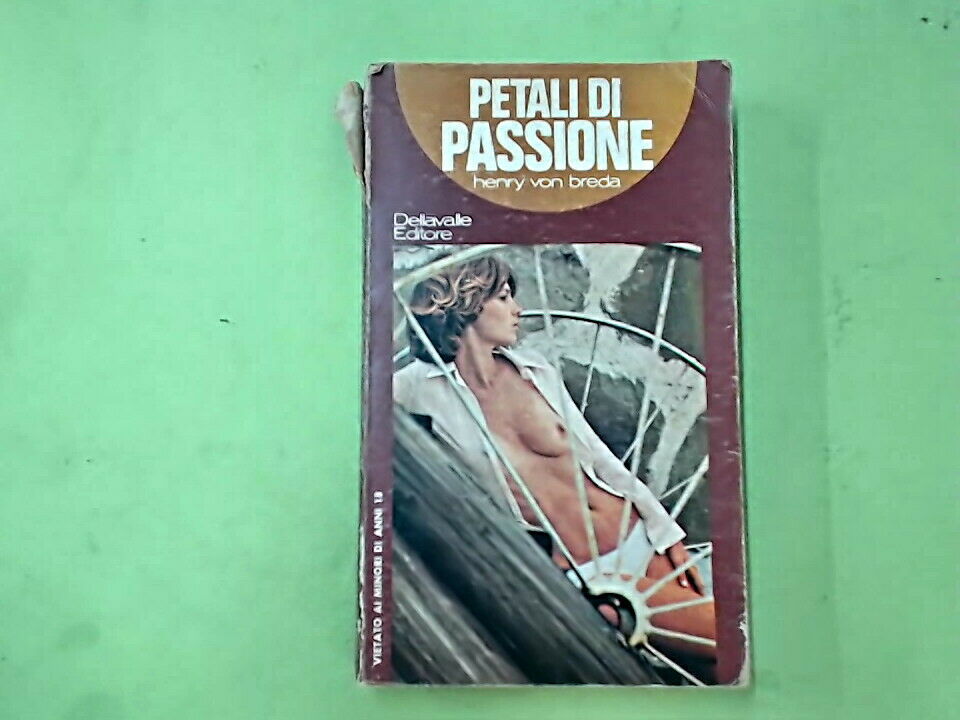 PETALI DI
PASSIONE
henry von breda
Dellavalle
Editore
VIETATO AI MINORI DI ANNI 18